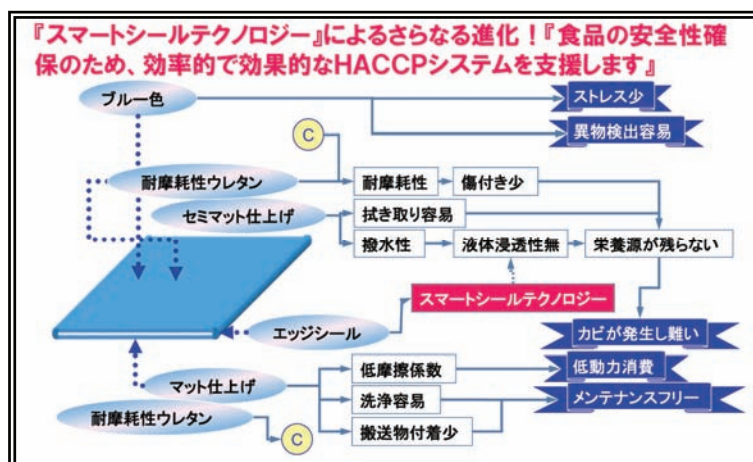 『スマートシールテクノロジー』によるさらなる進化！『食品の安全性確
保のため、効率的で効果的なHACCPシステムを支援します』
ブルー色
ストレス少
C
異物検出容易
耐摩耗性ウレタン
耐摩耗性
傷付き少
セミマット仕上げ
拭き取り容易
撥水性
液体浸透性無
栄養源が残らない
スマートシールテクノロジー
エッジシール
カビが発生し難い
マット仕上げ
低摩擦係数
低動力消費
洗浄容易
メンテナンスフリー
耐摩耗性ウレタン
C
搬送物付着少